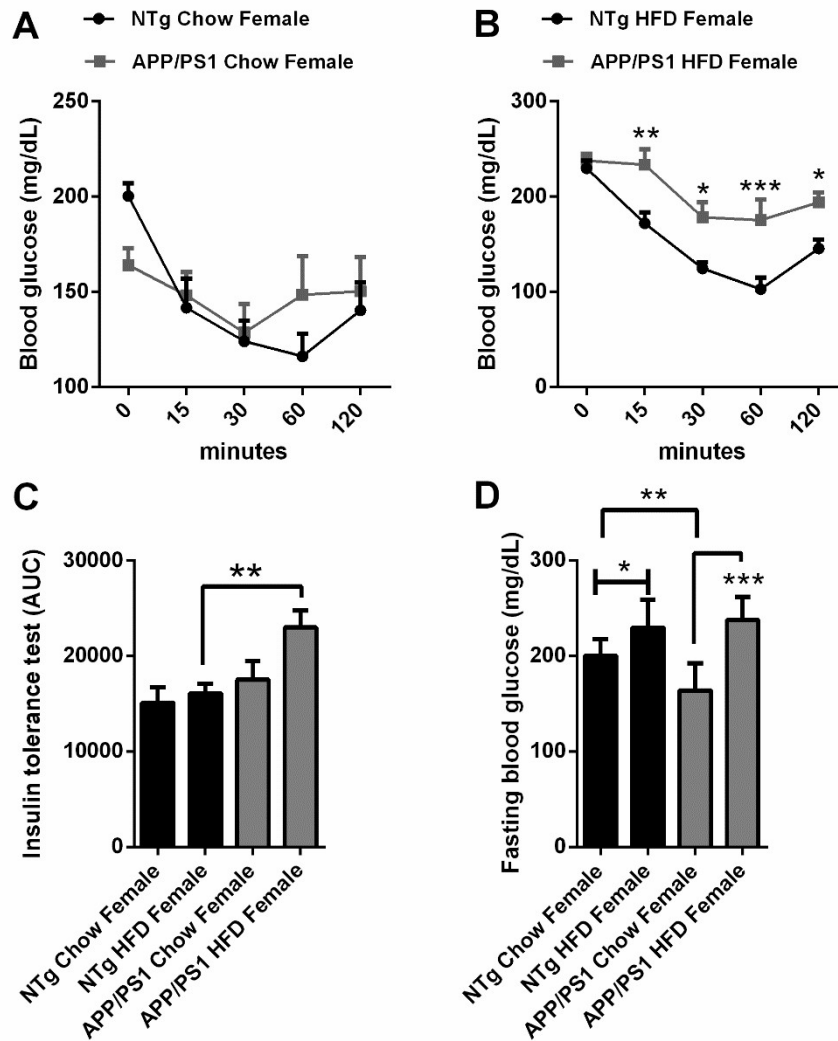 A
NTg Chow Female
APP/PS1 Chow Female
Blood glucose (mg/dL)
250
200
150
100
0
15
30
60
120
minutes
B
NTg HFD Female
APP/PS1 HFD Female
Blood glucose (mg/dL)
300
200
100
0
**
*
***
*
0
15
30
60
120
minutes
C
Insulin tolerance test (AUC)
30000
20000
10000
0
**
NTg Chow Female
NTg HFD Female
APP/PS1 Chow Female
APP/PS1 HFD Female
D
Fasting blood glucose (mg/dL)
300
200
100
0
**
*
***
NTg Chow Female
NTg HFD Female
APP/PS1 Chow Female
APP/PS1 HFD Female